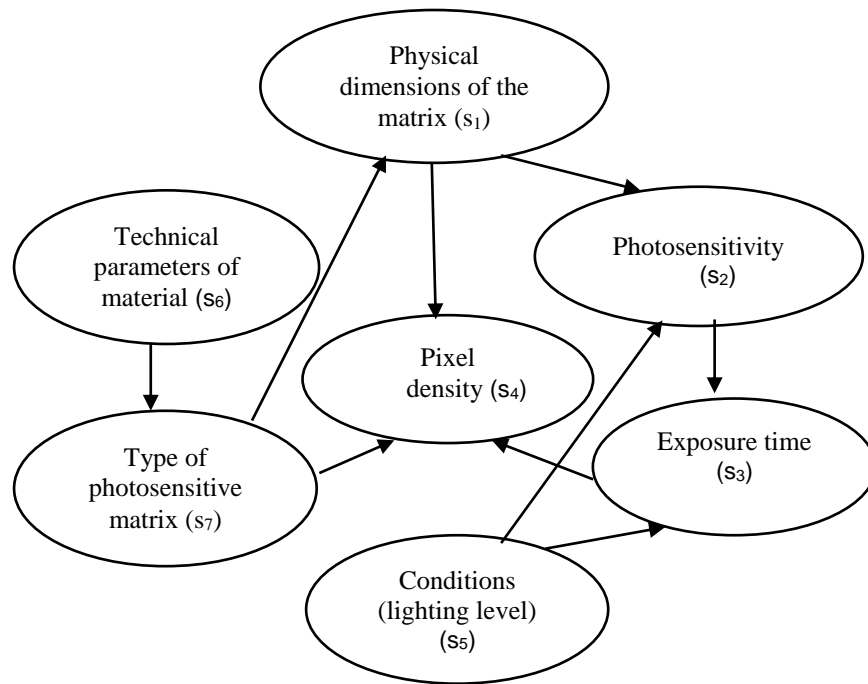 Physical
dimensions of the
matrix (s₁)
Technical
parameters of
material (s₆)
Photosensitivity
(s₂)
Pixel
density (s₄)
Type of
photosensitive
matrix (s₇)
Exposure time
(s₃)
Conditions
(lighting level)
(s₅)